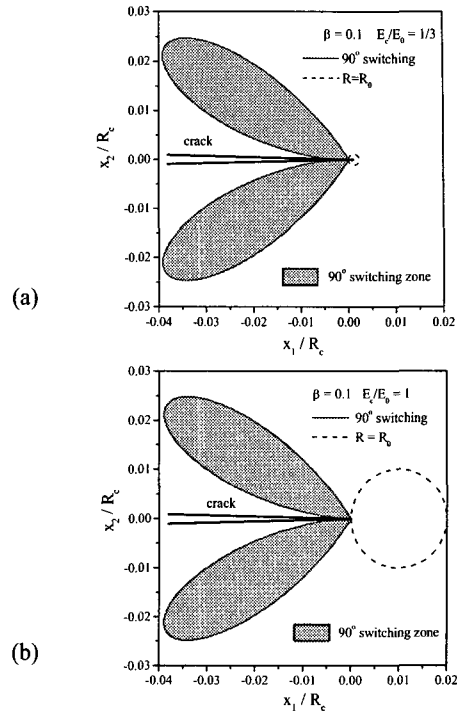 (a)
β = 0.1 E_c/E_0 = 1/3
90° switching
R=R_0
crack
90° switching zone
x_2 / R_c
0.03
0.02
0.01
0.00
-0.01
-0.02
-0.03
-0.04 -0.03 -0.02 -0.01 0.00 0.01 0.02
x_1 / R_c
(b)
β = 0.1 E_c/E_0 = 1
90° switching
R = R_0
crack
90° switching zone
x_2 / R_c
0.03
0.02
0.01
0.00
-0.01
-0.02
-0.03
-0.04 -0.03 -0.02 -0.01 0.00 0.01 0.02
x_1 / R_c